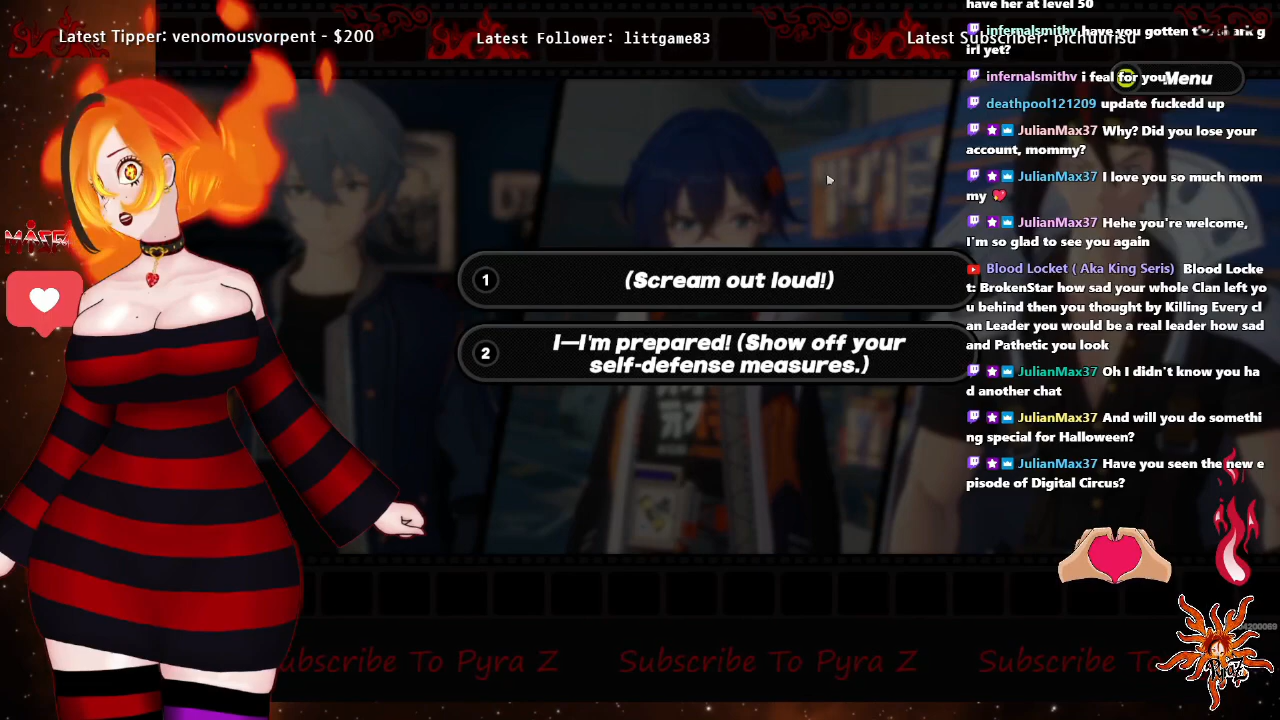 Latest Tipper: venomousvorpent - $200
Latest Follower: littgame83
Latest Subscriber: pichuufisu
Menu
1 (Scream out loud!)
2 I—I'm prepared! (Show off your
self-defense measures.)
have her at level 50
infernalsmithv have you gotten
irl yet?
infernalsmithv i feal for you
deathpool121209 update fuckedd up
JulianMax37 Why? Did you lose your
account, mommy?
JulianMax37 I love you so much mom
my
JulianMax37 Hehe you're welcome,
I'm so glad to see you again
Blood Locket ( Aka King Seris) Blood Locke
t: BrokenStar how sad your whole Clan left yo
u behind then you thought by Killing Every cl
an Leader you would be a real leader how sad
and Pathetic you look
JulianMax37 Oh I didn't know you ha
d another chat
JulianMax37 And will you do somethi
ng special for Halloween?
JulianMax37 Have you seen the new e
pisode of Digital Circus?
ubscribe To Pyra Z Subscribe To Pyra Z Subscribe To